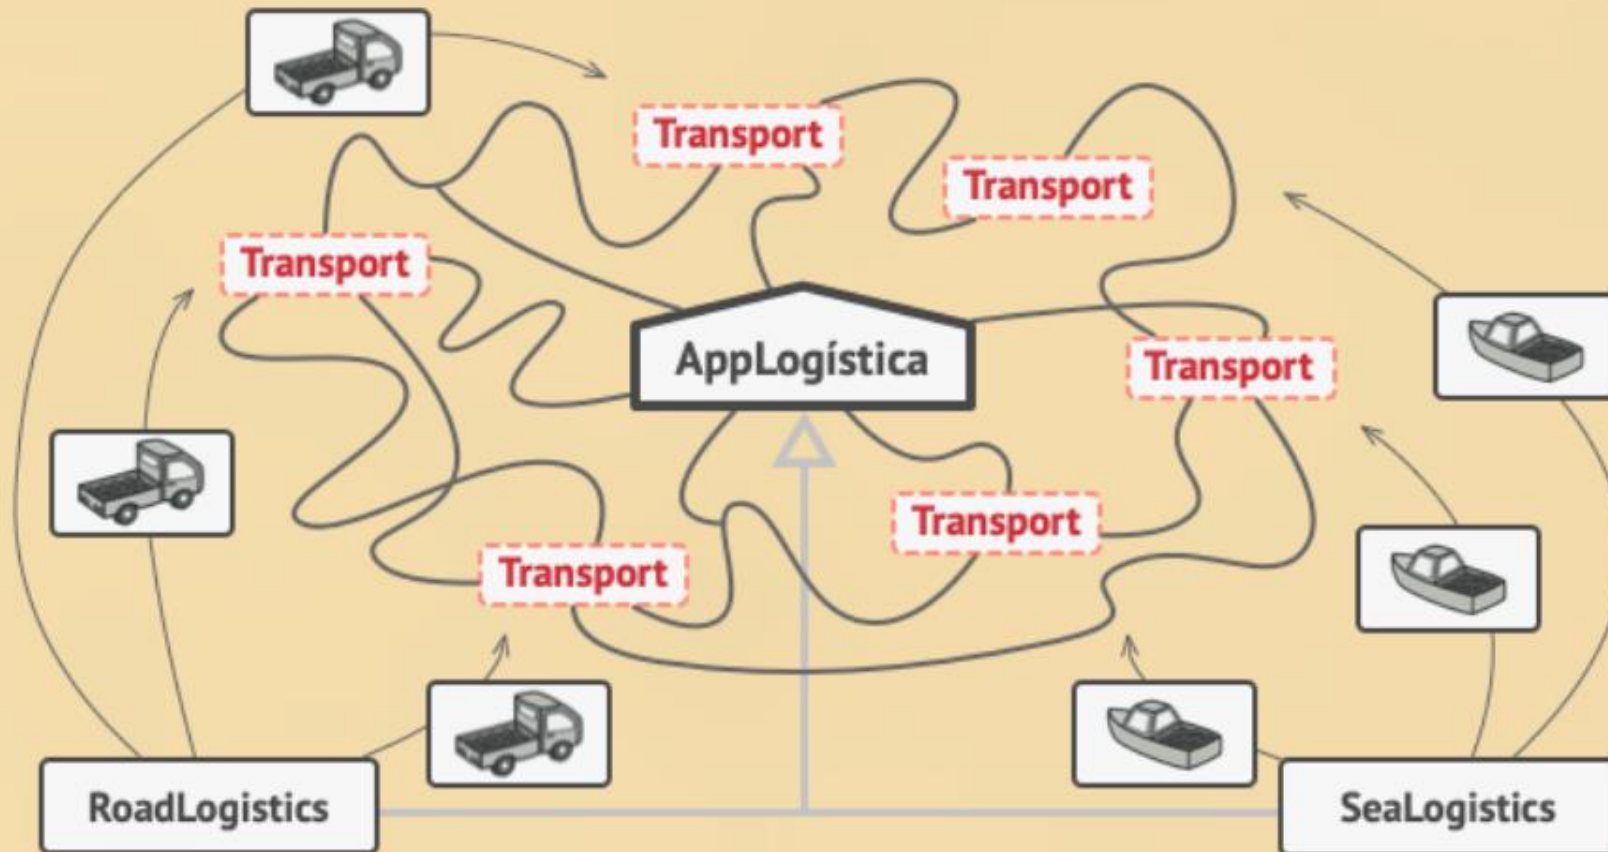 Transport
Transport
Transport
AppLogística
Transport
Transport
Transport
RoadLogistics
SeaLogistics